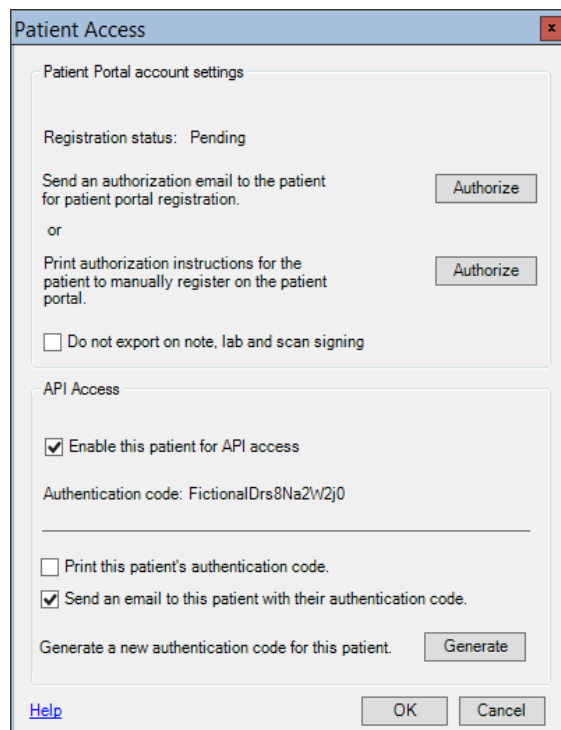 Patient Access
x
Patient Portal account settings
Registration status: Pending
Send an authorization email to the patient
for patient portal registration.
Authorize
or
Print authorization instructions for the
patient to manually register on the patient
portal.
Authorize
Do not export on note, lab and scan signing
API Access
Enable this patient for API access
Authentication code: FictionalDrs8Na2W2j0
Print this patient's authentication code.
Send an email to this patient with their authentication code.
Generate a new authentication code for this patient.
Generate
Help
OK
Cancel